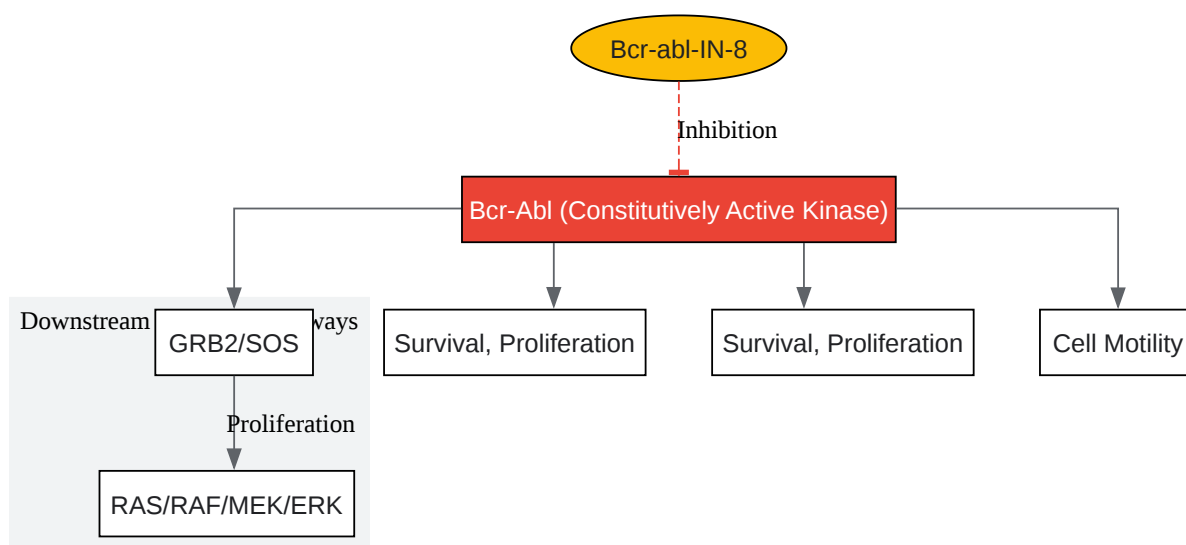 Bcr-abl-IN-8
Inhibition
Bcr-Abl (Constitutively Active Kinase)
Downstream ways
GRB2/SOS
Survival, Proliferation
Survival, Proliferation
Cell Motility
Proliferation
RAS/RAF/MEK/ERK